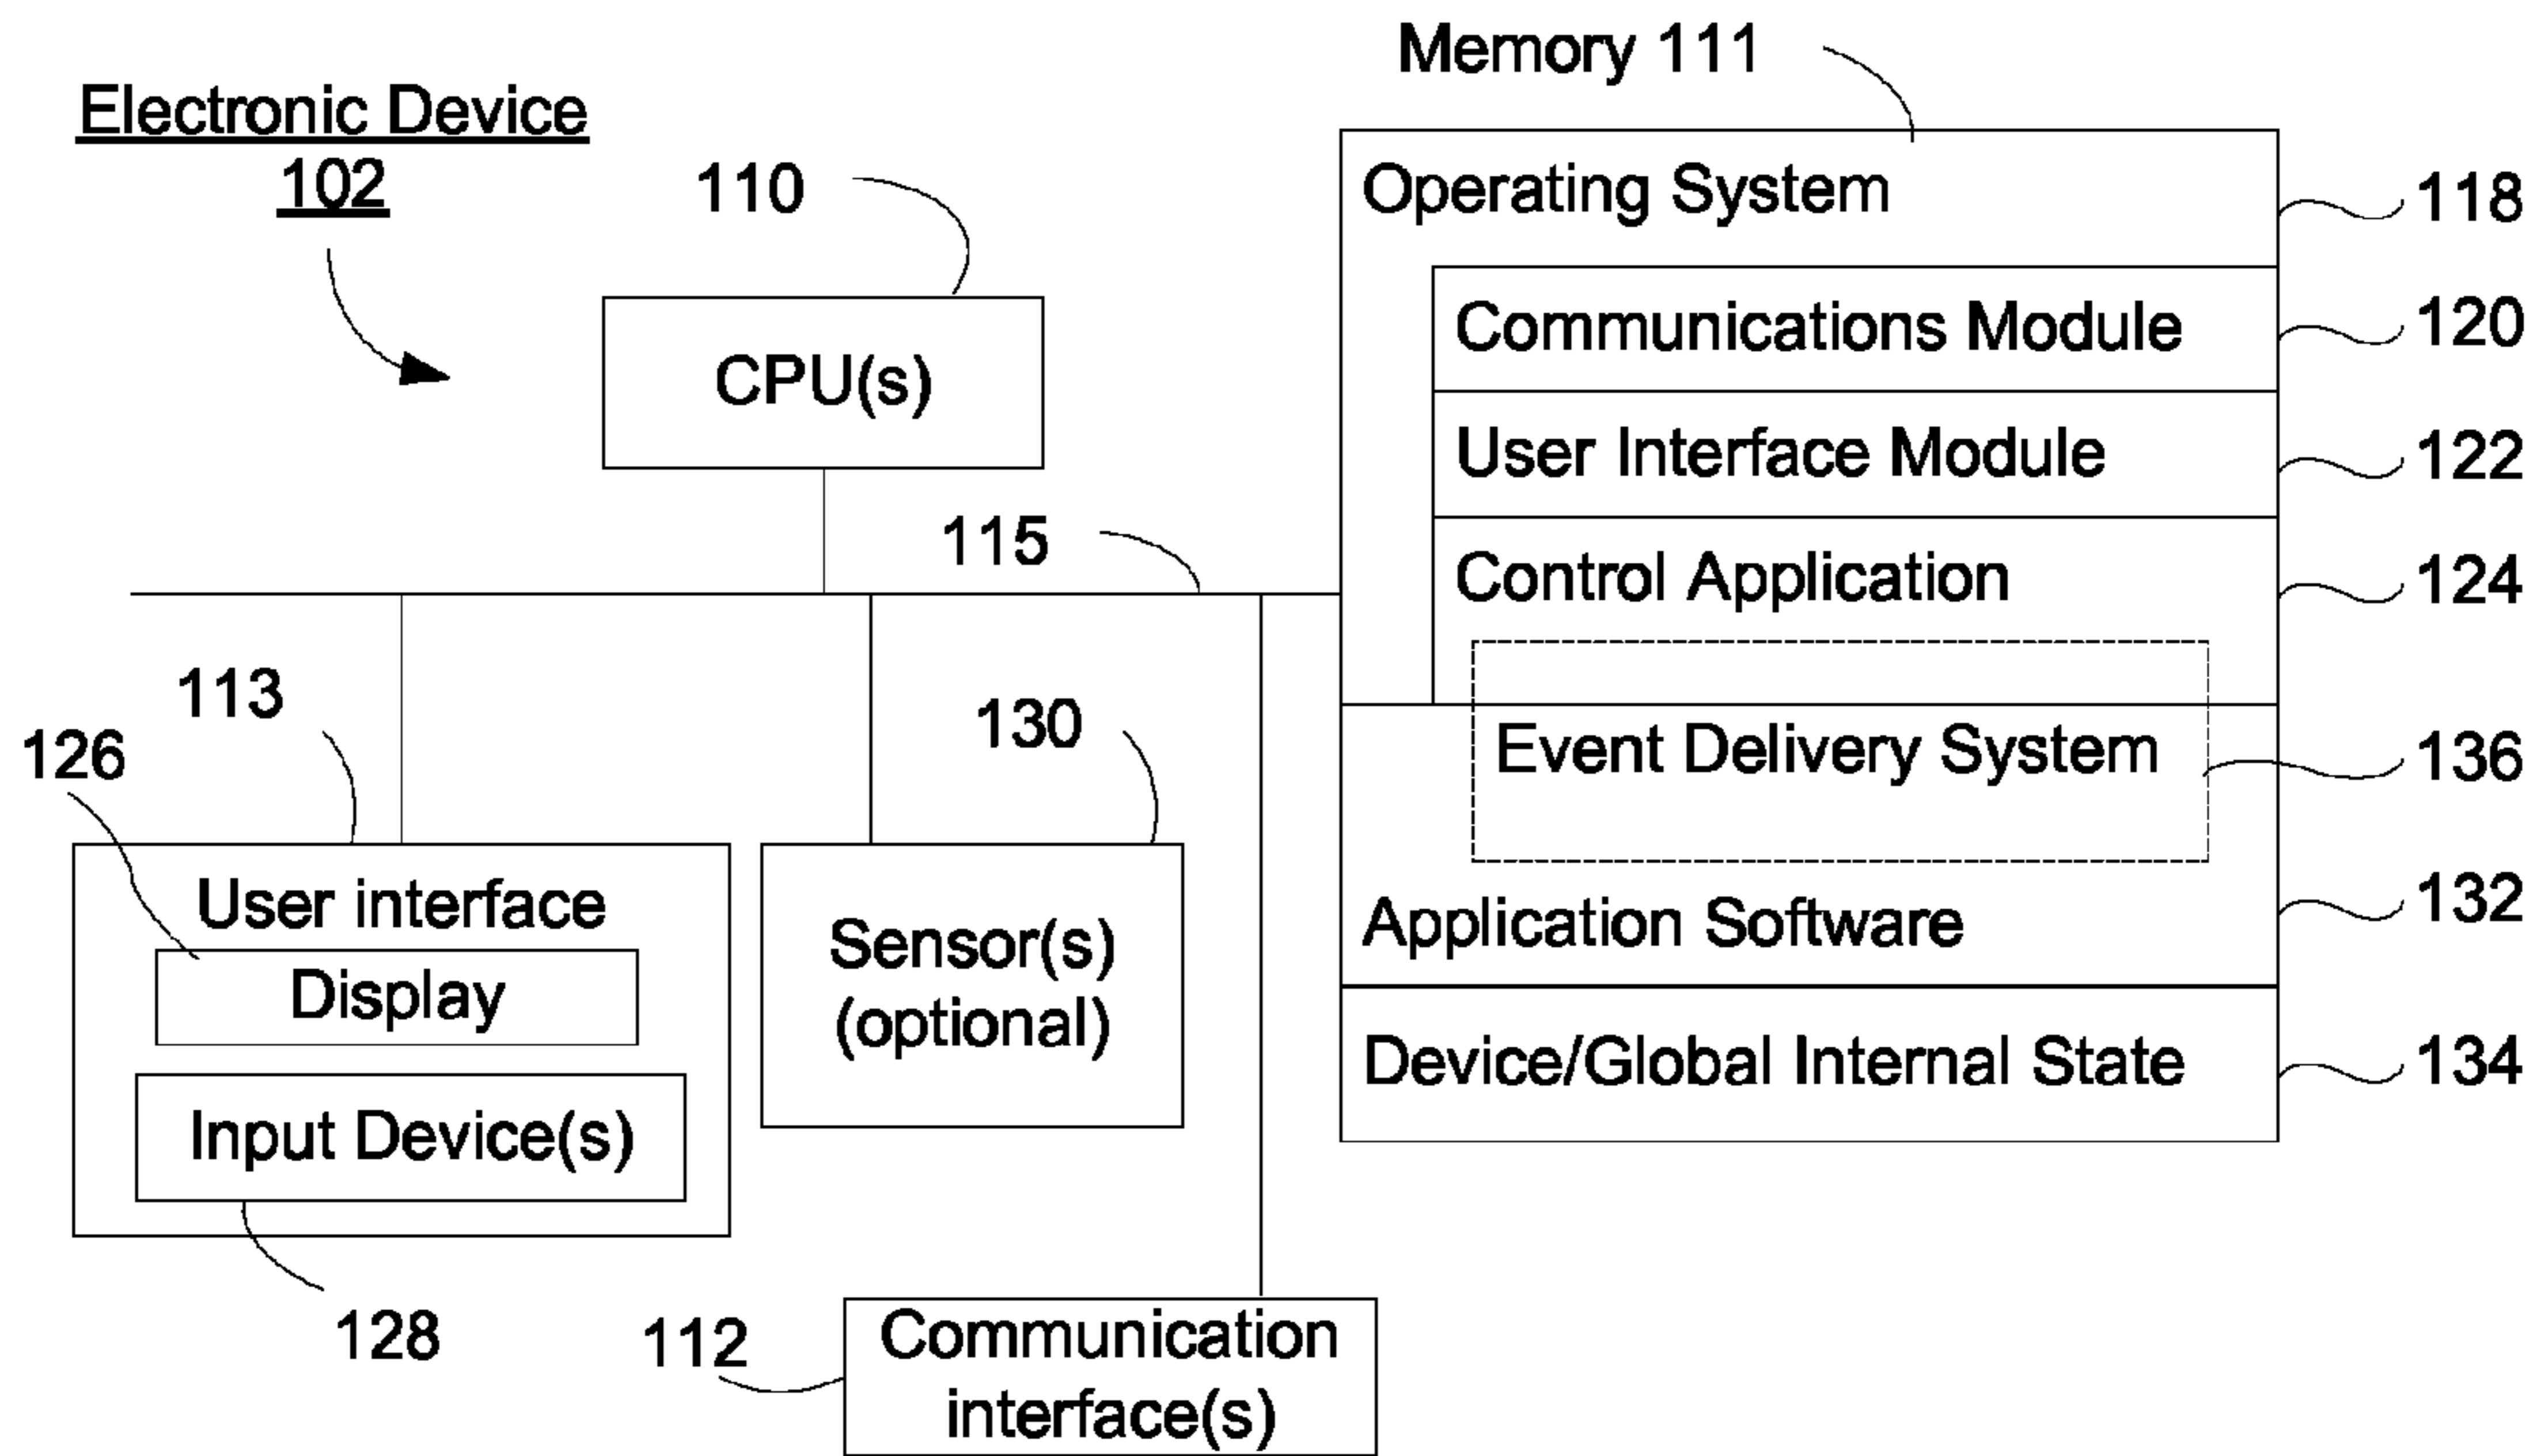 Electronic Device
102
110
CPU(s)
115
113
126
User interface
Display
Input Device(s)
128
130
Sensor(s)
(optional)
112
Communication
interface(s)
Memory 111
Operating System
118
Communications Module
120
User Interface Module
122
Control Application
124
Event Delivery System
136
Application Software
132
Device/Global Internal State
134